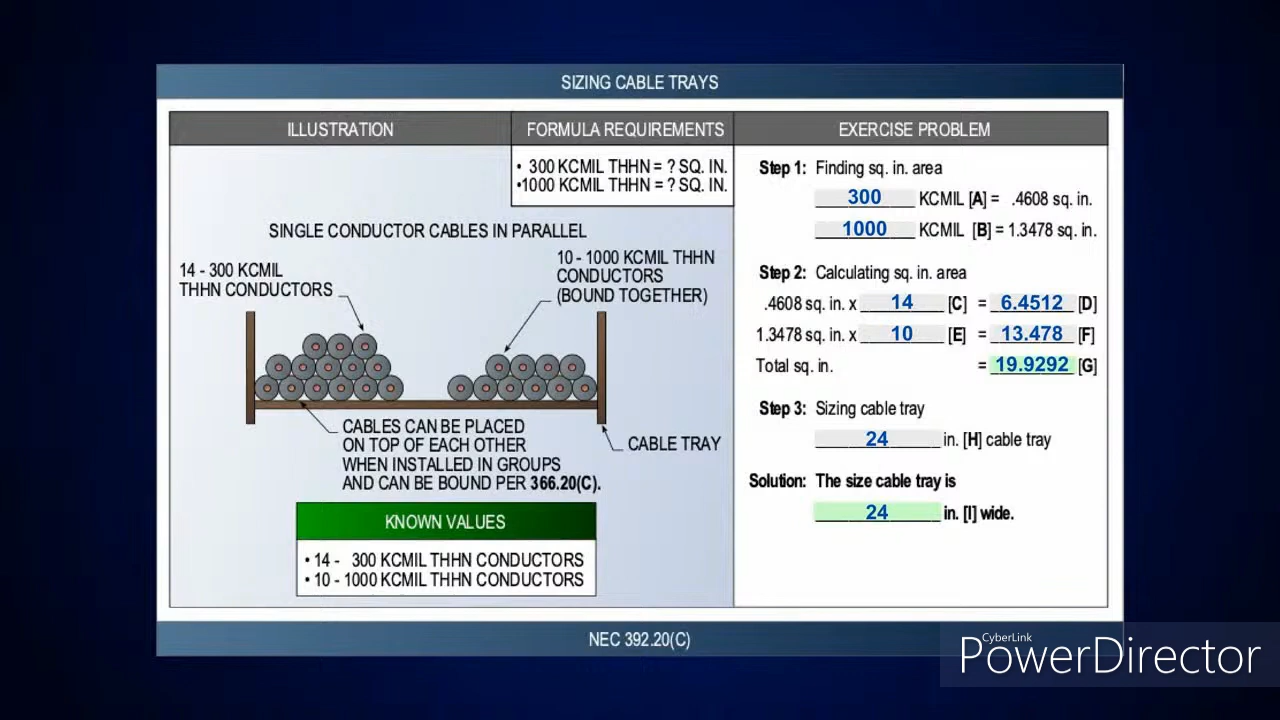 SIZING CABLE TRAYS
ILLUSTRATION
FORMULA REQUIREMENTS
• 300 KCMIL THHN = ? SQ. IN.
•1000 KCMIL THHN = ? SQ. IN.
SINGLE CONDUCTOR CABLES IN PARALLEL
14 - 300 KCMIL
THHN CONDUCTORS
10 - 1000 KCMIL THHN
CONDUCTORS
(BOUND TOGETHER)
CABLES CAN BE PLACED
ON TOP OF EACH OTHER
WHEN INSTALLED IN GROUPS
AND CAN BE BOUND PER 366.20(C).
CABLE TRAY
KNOWN VALUES
• 14 - 300 KCMIL THHN CONDUCTORS
• 10 - 1000 KCMIL THHN CONDUCTORS
EXERCISE PROBLEM
Step 1: Finding sq. in. area
300 KCMIL [A] = .4608 sq. in.
1000 KCMIL [B] = 1.3478 sq. in.
Step 2: Calculating sq. in. area
.4608 sq. in. x 14 [C] = 6.4512 [D]
1.3478 sq. in. x 10 [E] = 13.478 [F]
Total sq. in. = 19.9292 [G]
Step 3: Sizing cable tray
24 in. [H] cable tray
Solution: The size cable tray is
24 in. [I] wide.
NEC 392.20(C)
CyberLink
PowerDirector